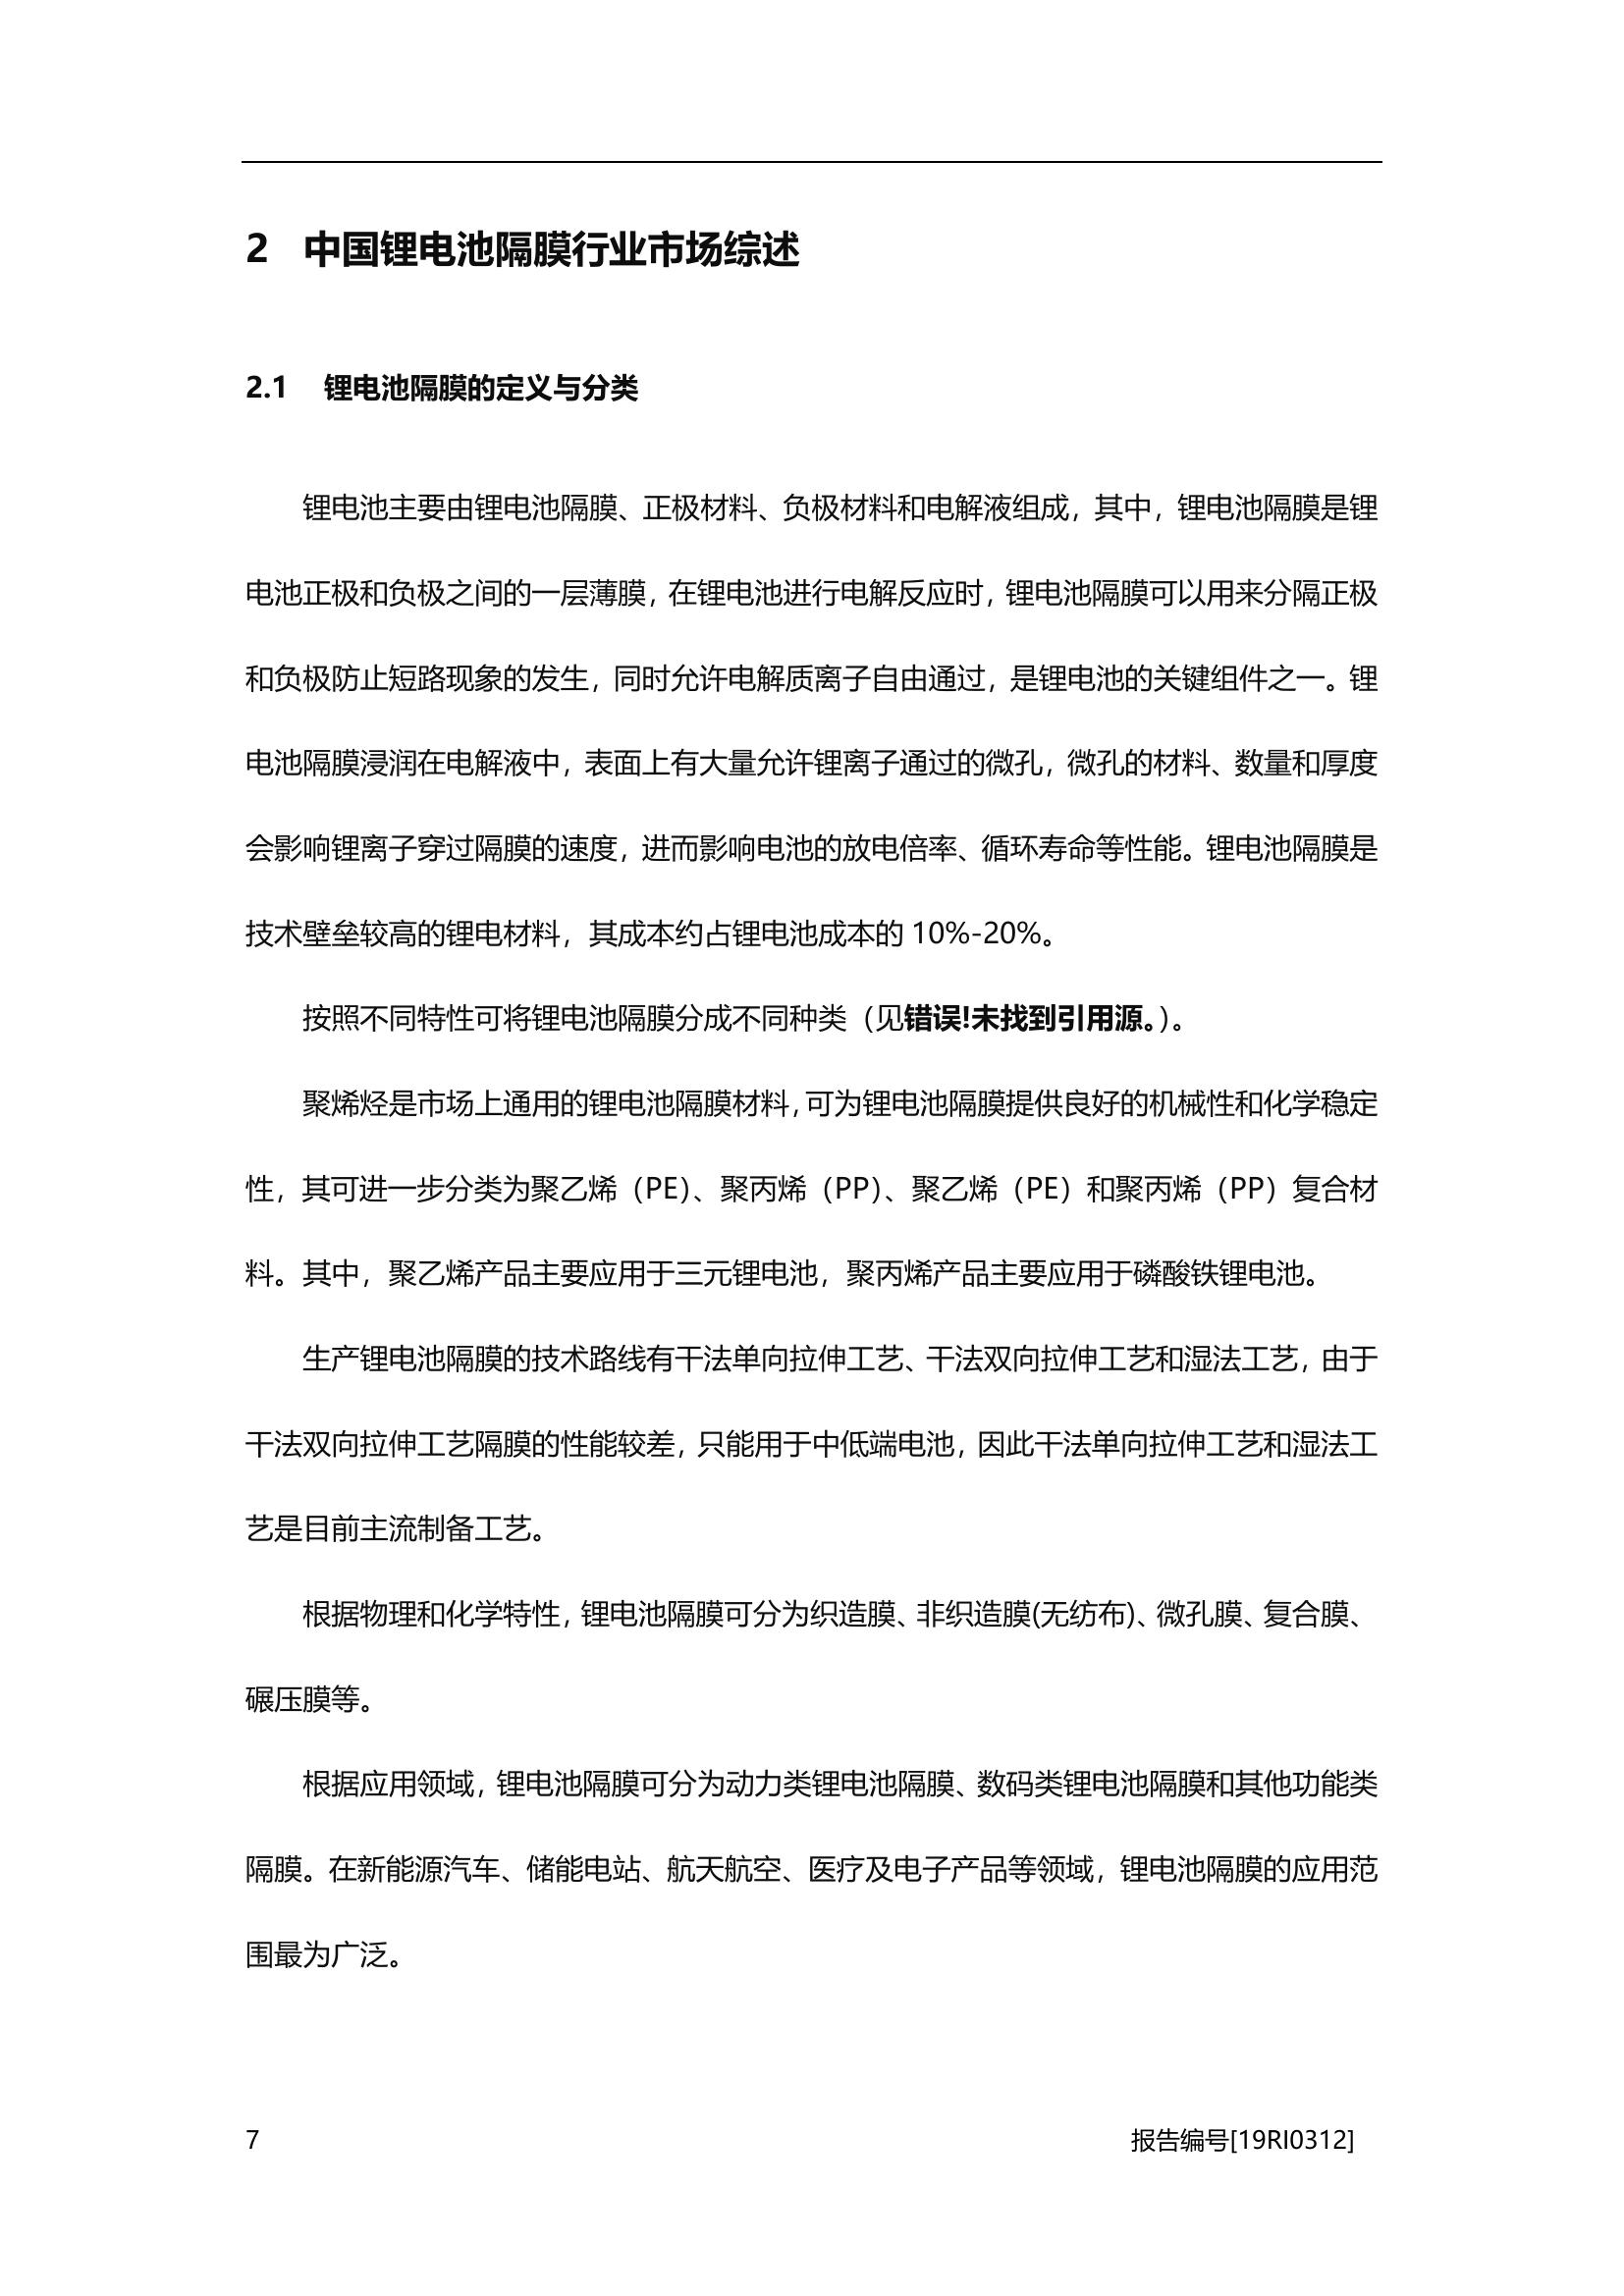 2 中国锂电池隔膜行业市场综述
2.1 锂电池隔膜的定义与分类
锂电池主要由锂电池隔膜、正极材料、负极材料和电解液组成，其中，锂电池隔膜是锂
电池正极和负极之间的一层薄膜，在锂电池进行电解反应时，锂电池隔膜可以用来分隔正极
和负极防止短路现象的发生，同时允许电解质离子自由通过，是锂电池的关键组件之一。锂
电池隔膜浸润在电解液中，表面上有大量允许锂离子通过的微孔，微孔的材料、数量和厚度
会影响锂离子穿过隔膜的速度，进而影响电池的放电倍率、循环寿命等性能。锂电池隔膜是
技术壁垒较高的锂电材料，其成本约占锂电池成本的 10%-20%。
按照不同特性可将锂电池隔膜分成不同种类（见错误!未找到引用源。）。
聚烯烃是市场上通用的锂电池隔膜材料，可为锂电池隔膜提供良好的机械性和化学稳定
性，其可进一步分类为聚乙烯（PE）、聚丙烯（PP）、聚乙烯（PE）和聚丙烯（PP）复合材
料。其中，聚乙烯产品主要应用于三元锂电池，聚丙烯产品主要应用于磷酸铁锂电池。
生产锂电池隔膜的技术路线有干法单向拉伸工艺、干法双向拉伸工艺和湿法工艺，由于
干法双向拉伸工艺隔膜的性能较差，只能用于中低端电池，因此干法单向拉伸工艺和湿法工
艺是目前主流制备工艺。
根据物理和化学特性，锂电池隔膜可分为织造膜、非织造膜(无纺布)、微孔膜、复合膜、
碾压膜等。
根据应用领域，锂电池隔膜可分为动力类锂电池隔膜、数码类锂电池隔膜和其他功能类
隔膜。在新能源汽车、储能电站、航天航空、医疗及电子产品等领域，锂电池隔膜的应用范
围最为广泛。
7 报告编号[19RI0312]